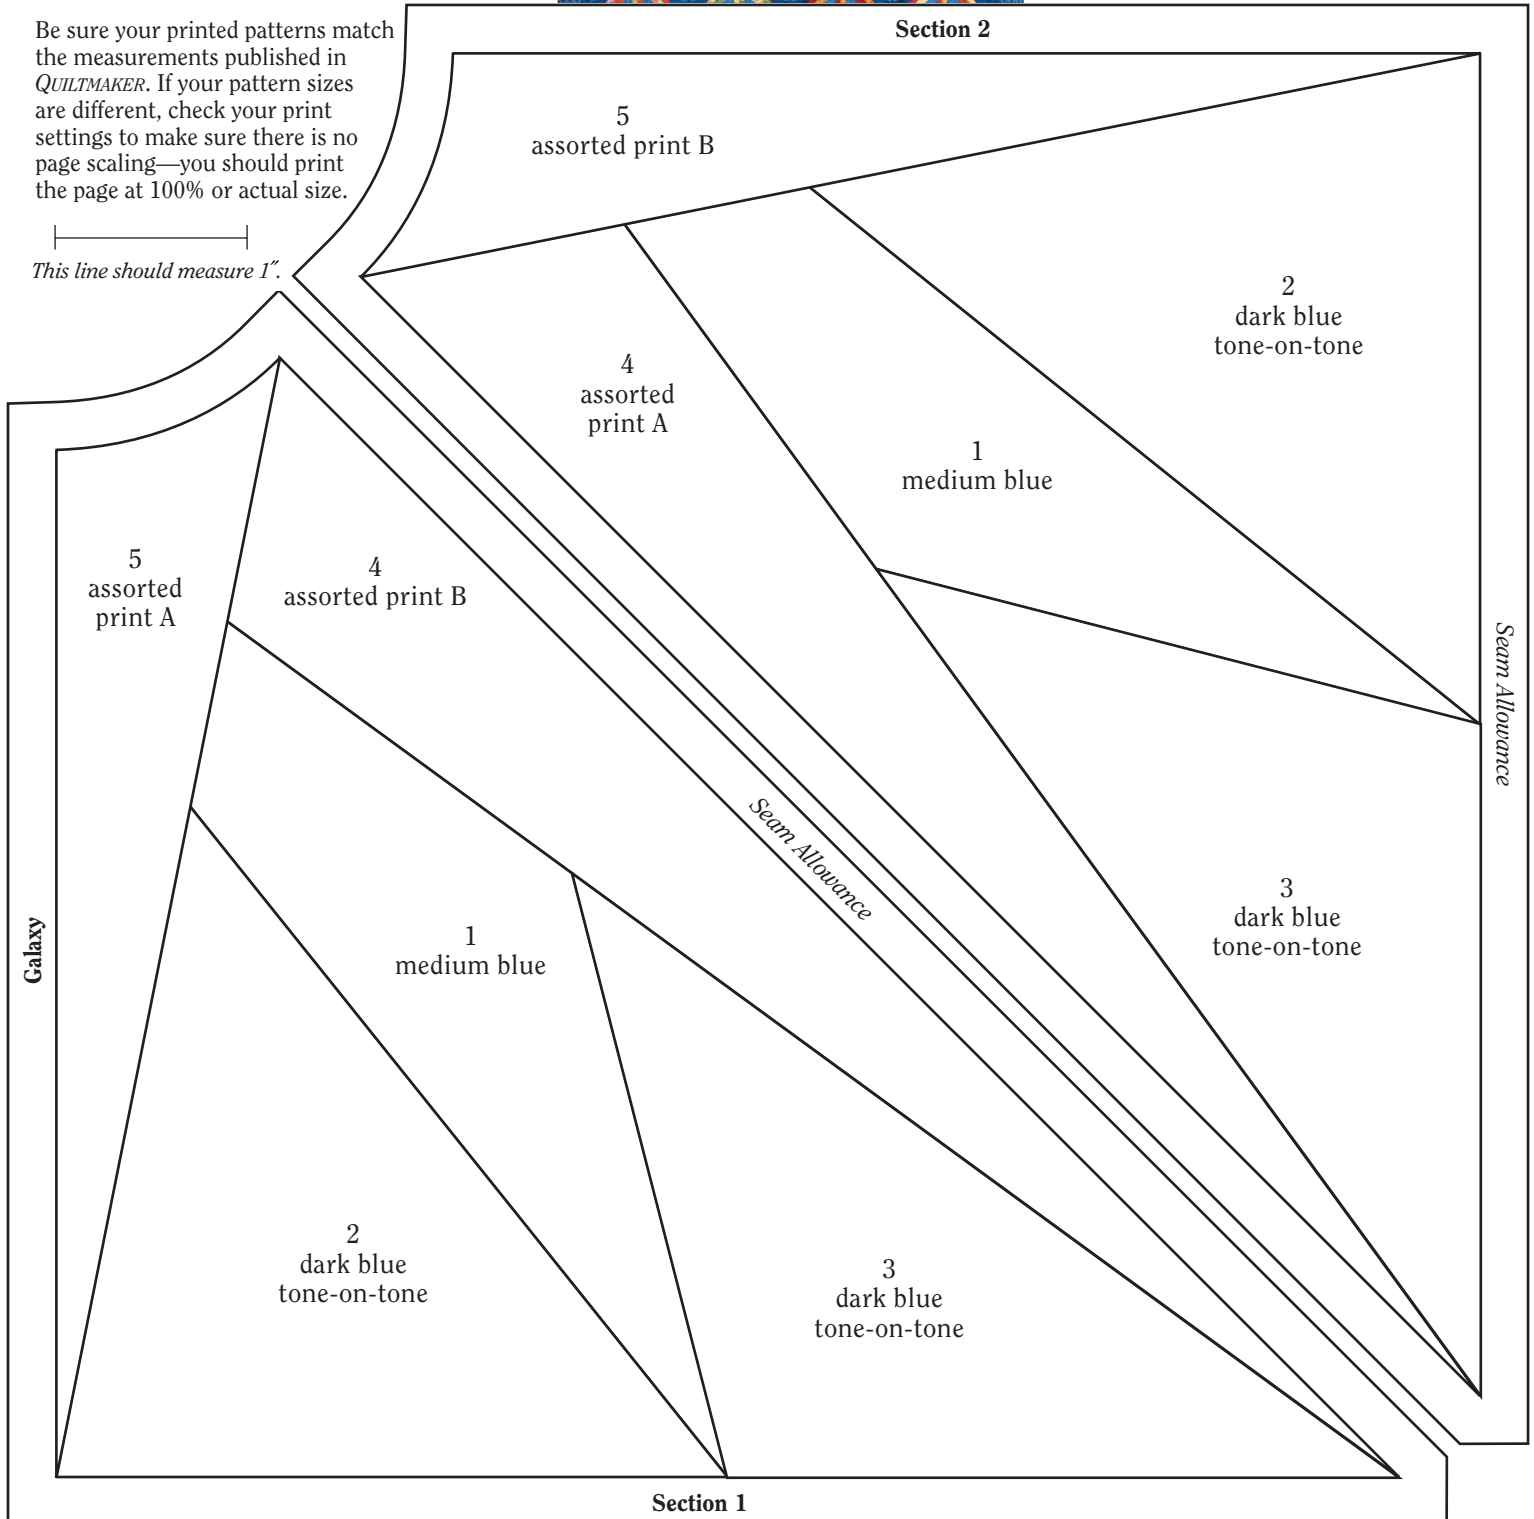 Be sure your printed patterns match
the measurements published in
QUILTMAKER. If your pattern sizes
are different, check your print
settings to make sure there is no
page scaling—you should print
the page at 100% or actual size.
This line should measure 1″.
Section 2
5
assorted print B
2
dark blue
tone-on-tone
4
assorted
print A
1
medium blue
3
dark blue
tone-on-tone
Seam Allowance
Seam Allowance
5
assorted
print A
4
assorted print B
1
medium blue
2
dark blue
tone-on-tone
3
dark blue
tone-on-tone
Galaxy
Section 1